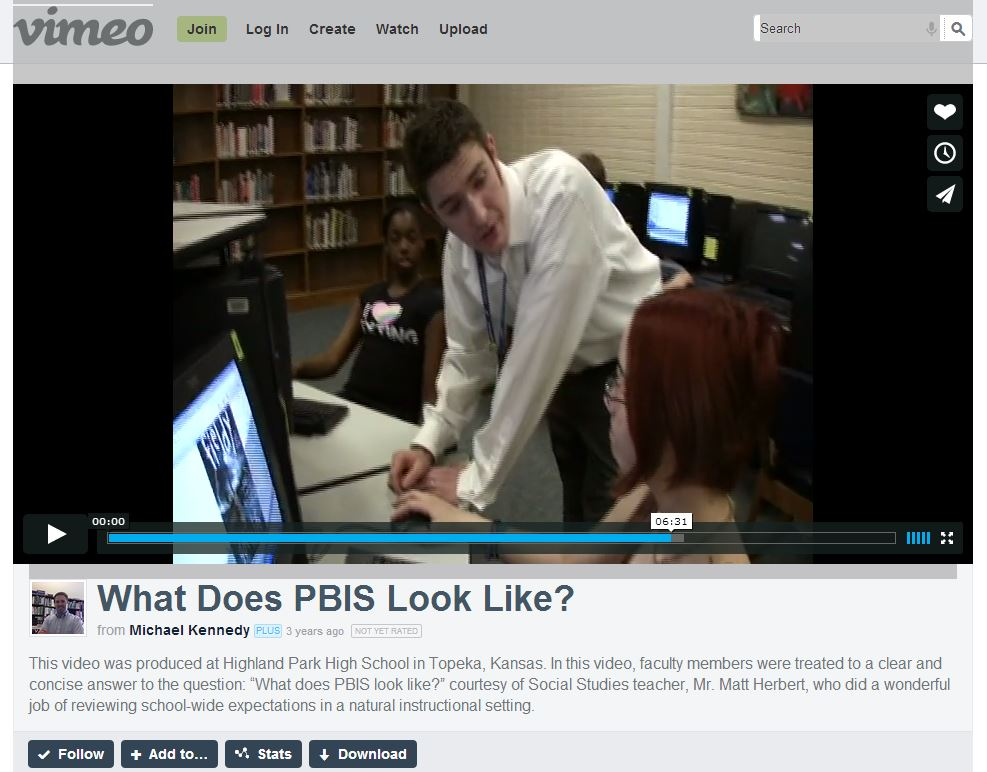 vimeo Join Log In Create Watch Upload Search
00:00 06:31
What Does PBIS Look Like?
from Michael Kennedy PLUS 3 years ago NOT YET RATED
This video was produced at Highland Park High School in Topeka, Kansas. In this video, faculty members were treated to a clear and
concise answer to the question: “What does PBIS look like?” courtesy of Social Studies teacher, Mr. Matt Herbert, who did a wonderful
job of reviewing school-wide expectations in a natural instructional setting.
Follow Add to... Stats Download